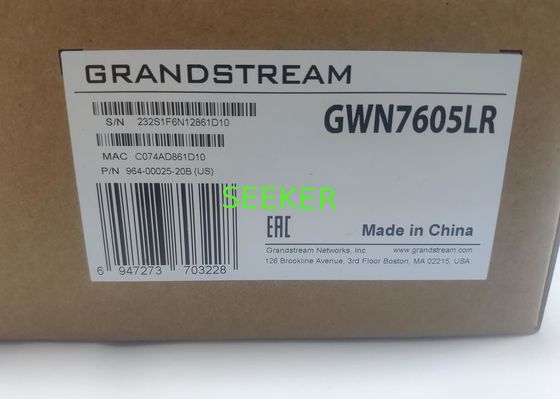 GRANDSTREAM
GWN7605LR
S/N 232S1F6N12861D10
MAC C074AD861D10
P/N 964-00025-20B (US)
SEEKER
EAC
Made in China
Grandstream Networks, Inc. www.grandstream.com
126 Brookline Avenue, 3rd Floor Boston, MA 02215, USA
6 947273 703228